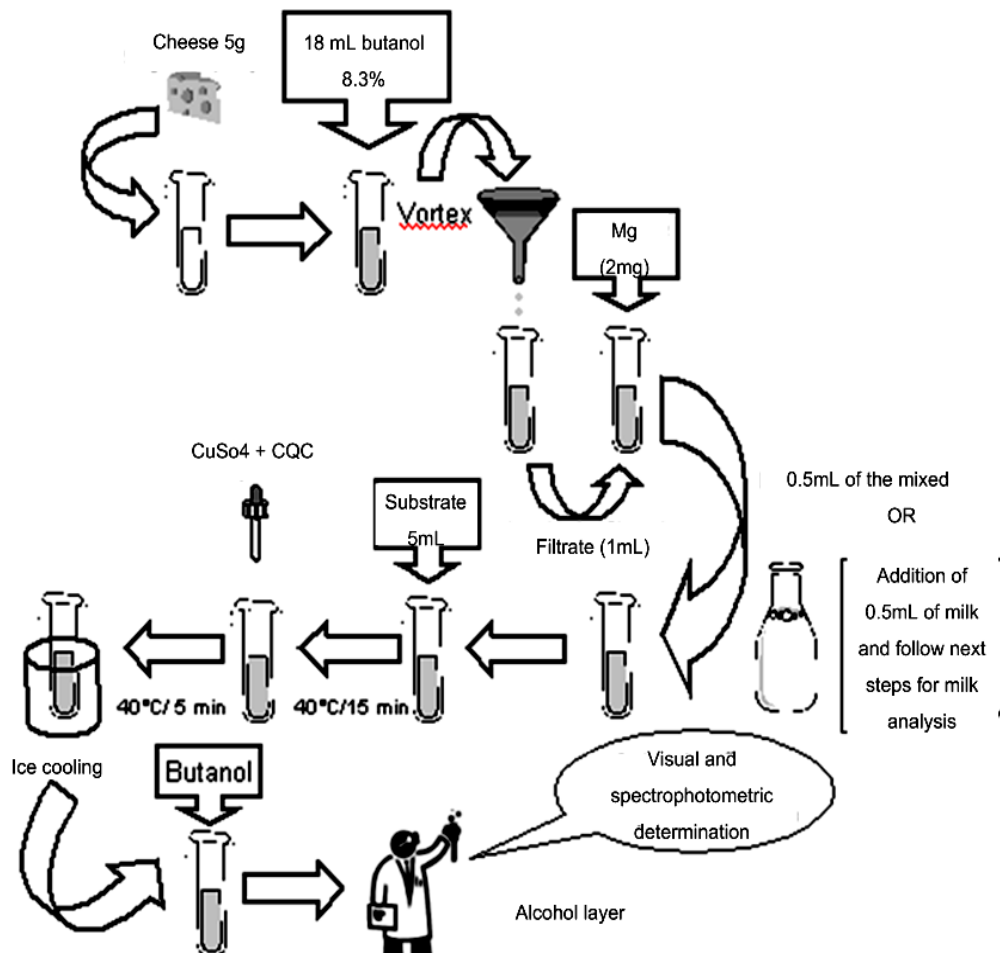 Cheese 5g
18 mL butanol
8.3%
Vortex
Mg
(2mg)
CuSo4 + CQC
Substrate
5mL
Filtrate (1mL)
0.5mL of the mixed
OR
Addition of
0.5mL of milk
and follow next
steps for milk
analysis
40°C/ 5 min
40°C/15 min
Ice cooling
Butanol
Visual and
spectrophotometric
determination
Alcohol layer